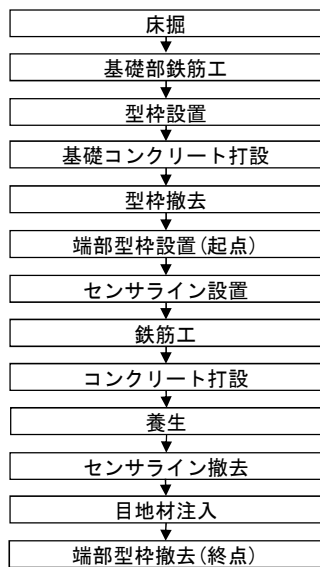 床掘
基礎部鉄筋工
型枠設置
基礎コンクリート打設
型枠撤去
端部型枠設置(起点)
センサライン設置
鉄筋工
コンクリート打設
養生
センサライン撤去
目地材注入
端部型枠撤去(終点)